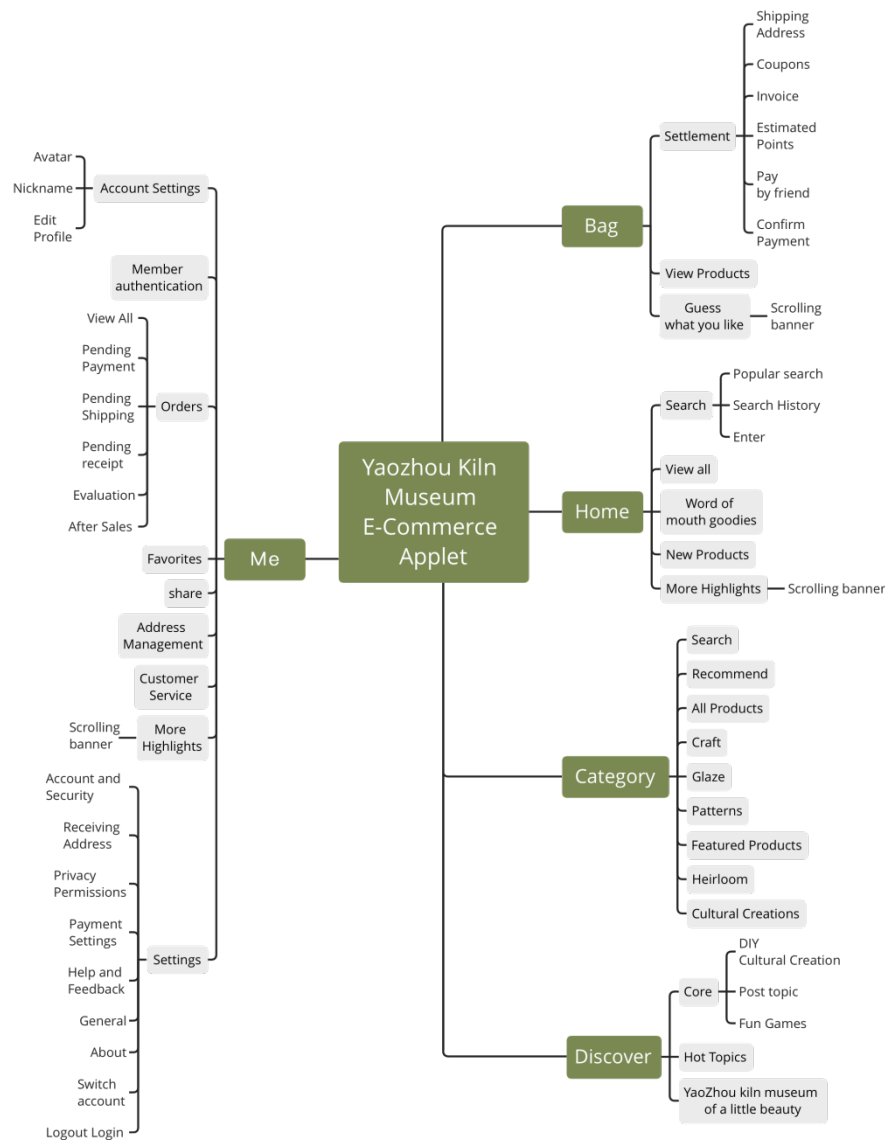 Yaozhou Kiln
Museum
E-Commerce
Applet
Me
Account Settings
Avatar
Nickname
Edit
Profile
Member
authentication
Orders
View All
Pending
Payment
Pending
Shipping
Pending
receipt
Evaluation
After Sales
Favorites
share
Address
Management
Customer
Service
More
Highlights
Scrolling
banner
Settings
Account and
Security
Receiving
Address
Privacy
Permissions
Payment
Settings
Help and
Feedback
General
About
Switch
account
Logout Login
Bag
Settlement
Shipping
Address
Coupons
Invoice
Estimated
Points
Pay
by friend
Confirm
Payment
View Products
Guess
what you like
Scrolling
banner
Home
Search
Popular search
Search History
Enter
View all
Word of
mouth goodies
New Products
More Highlights
Scrolling banner
Category
Search
Recommend
All Products
Craft
Glaze
Patterns
Featured Products
Heirloom
Cultural Creations
Discover
Core
DIY
Cultural Creation
Post topic
Fun Games
Hot Topics
YaoZhou kiln museum
of a little beauty